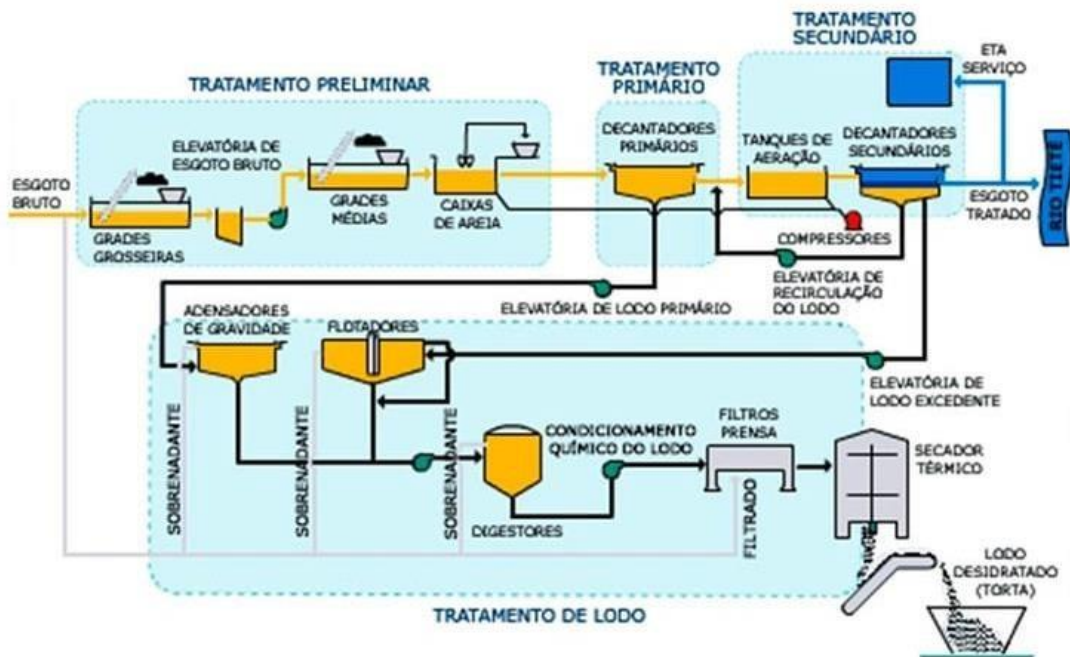 TRATAMENTO
SECUNDÁRIO
ETA
SERVIÇO
TRATAMENTO PRELIMINAR
TRATAMENTO
PRIMÁRIO
ELEVATÓRIA DE
ESGOTO BRUTO
DECANTADORES
PRIMÁRIOS
TANQUES DE
AERAÇÃO
DECANTADORES
SECUNDÁRIOS
ESGOTO
BRUTO
GRADES
GROSSEIRAS
GRADES
MÉDIAS
CAIXAS
DE AREIA
ESGOTO
TRATADO
RIO TIETE
COMPRESSORES
ELEVATÓRIA DE
RECIRCULAÇÃO
DO LODO
ELEVATÓRIA DE LODO PRIMÁRIO
ADENSADORES
DE GRAVIDADE
FLOTADORES
ELEVATÓRIA DE
LODO EXCEDENTE
SOBRENADANTE
SOBRENADANTE
SOBRENADANTE
CONDICIONAMENTO
QUÍMICO DO LODO
FILTROS
PRENSA
SECADOR
TÉRMICO
DIGESTORES
FILTRADO
LODO
DESIDRATADO
(TORTA)
TRATAMENTO DE LODO